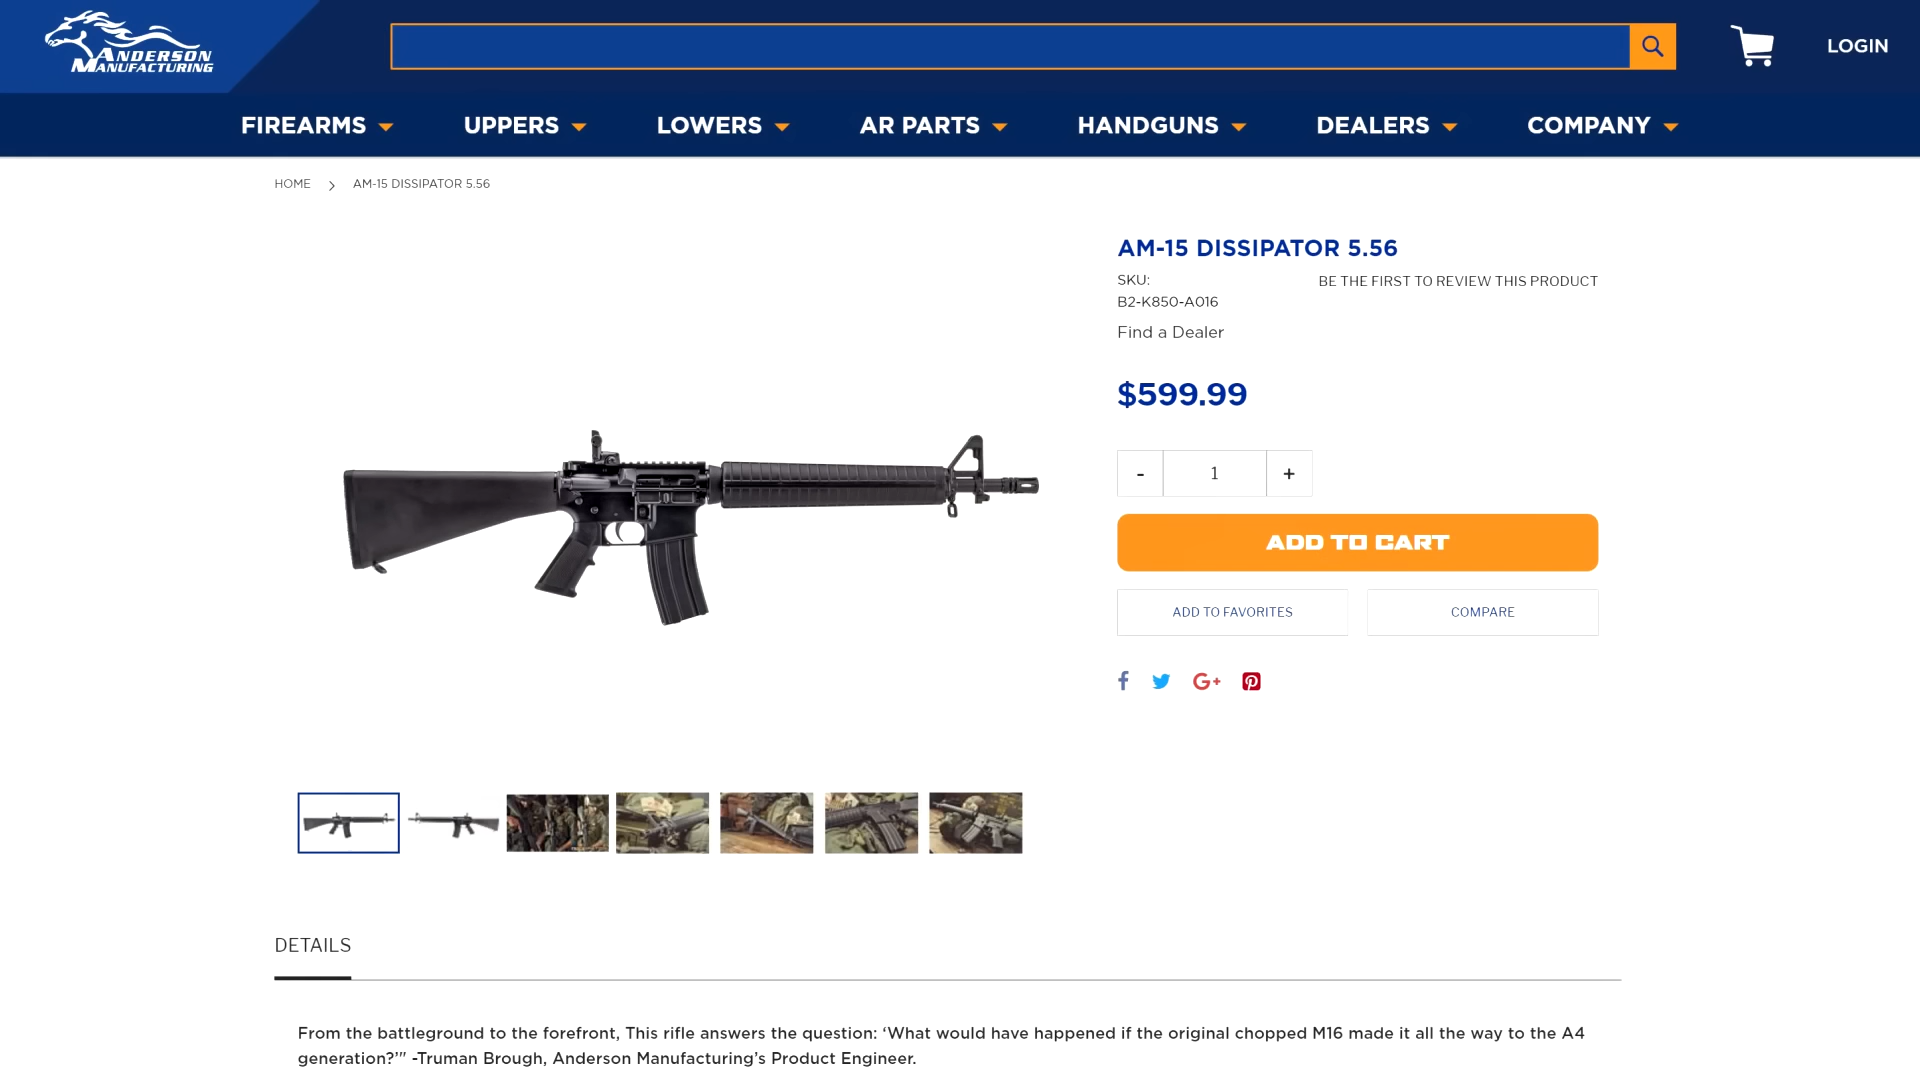 ANDERSON
MANUFACTURING
LOGIN
FIREARMS
UPPERS
LOWERS
AR PARTS
HANDGUNS
DEALERS
COMPANY
HOME
AM-15 DISSIPATOR 5.56
AM-15 DISSIPATOR 5.56
SKU:
BE THE FIRST TO REVIEW THIS PRODUCT
B2-K850-A016
Find a Dealer
$599.99
- 1 +
ADD TO CART
ADD TO FAVORITES
COMPARE
DETAILS
From the battleground to the forefront, This rifle answers the question: ‘What would have happened if the original chopped M16 made it all the way to the A4
generation?’" -Truman Brough, Anderson Manufacturing’s Product Engineer.